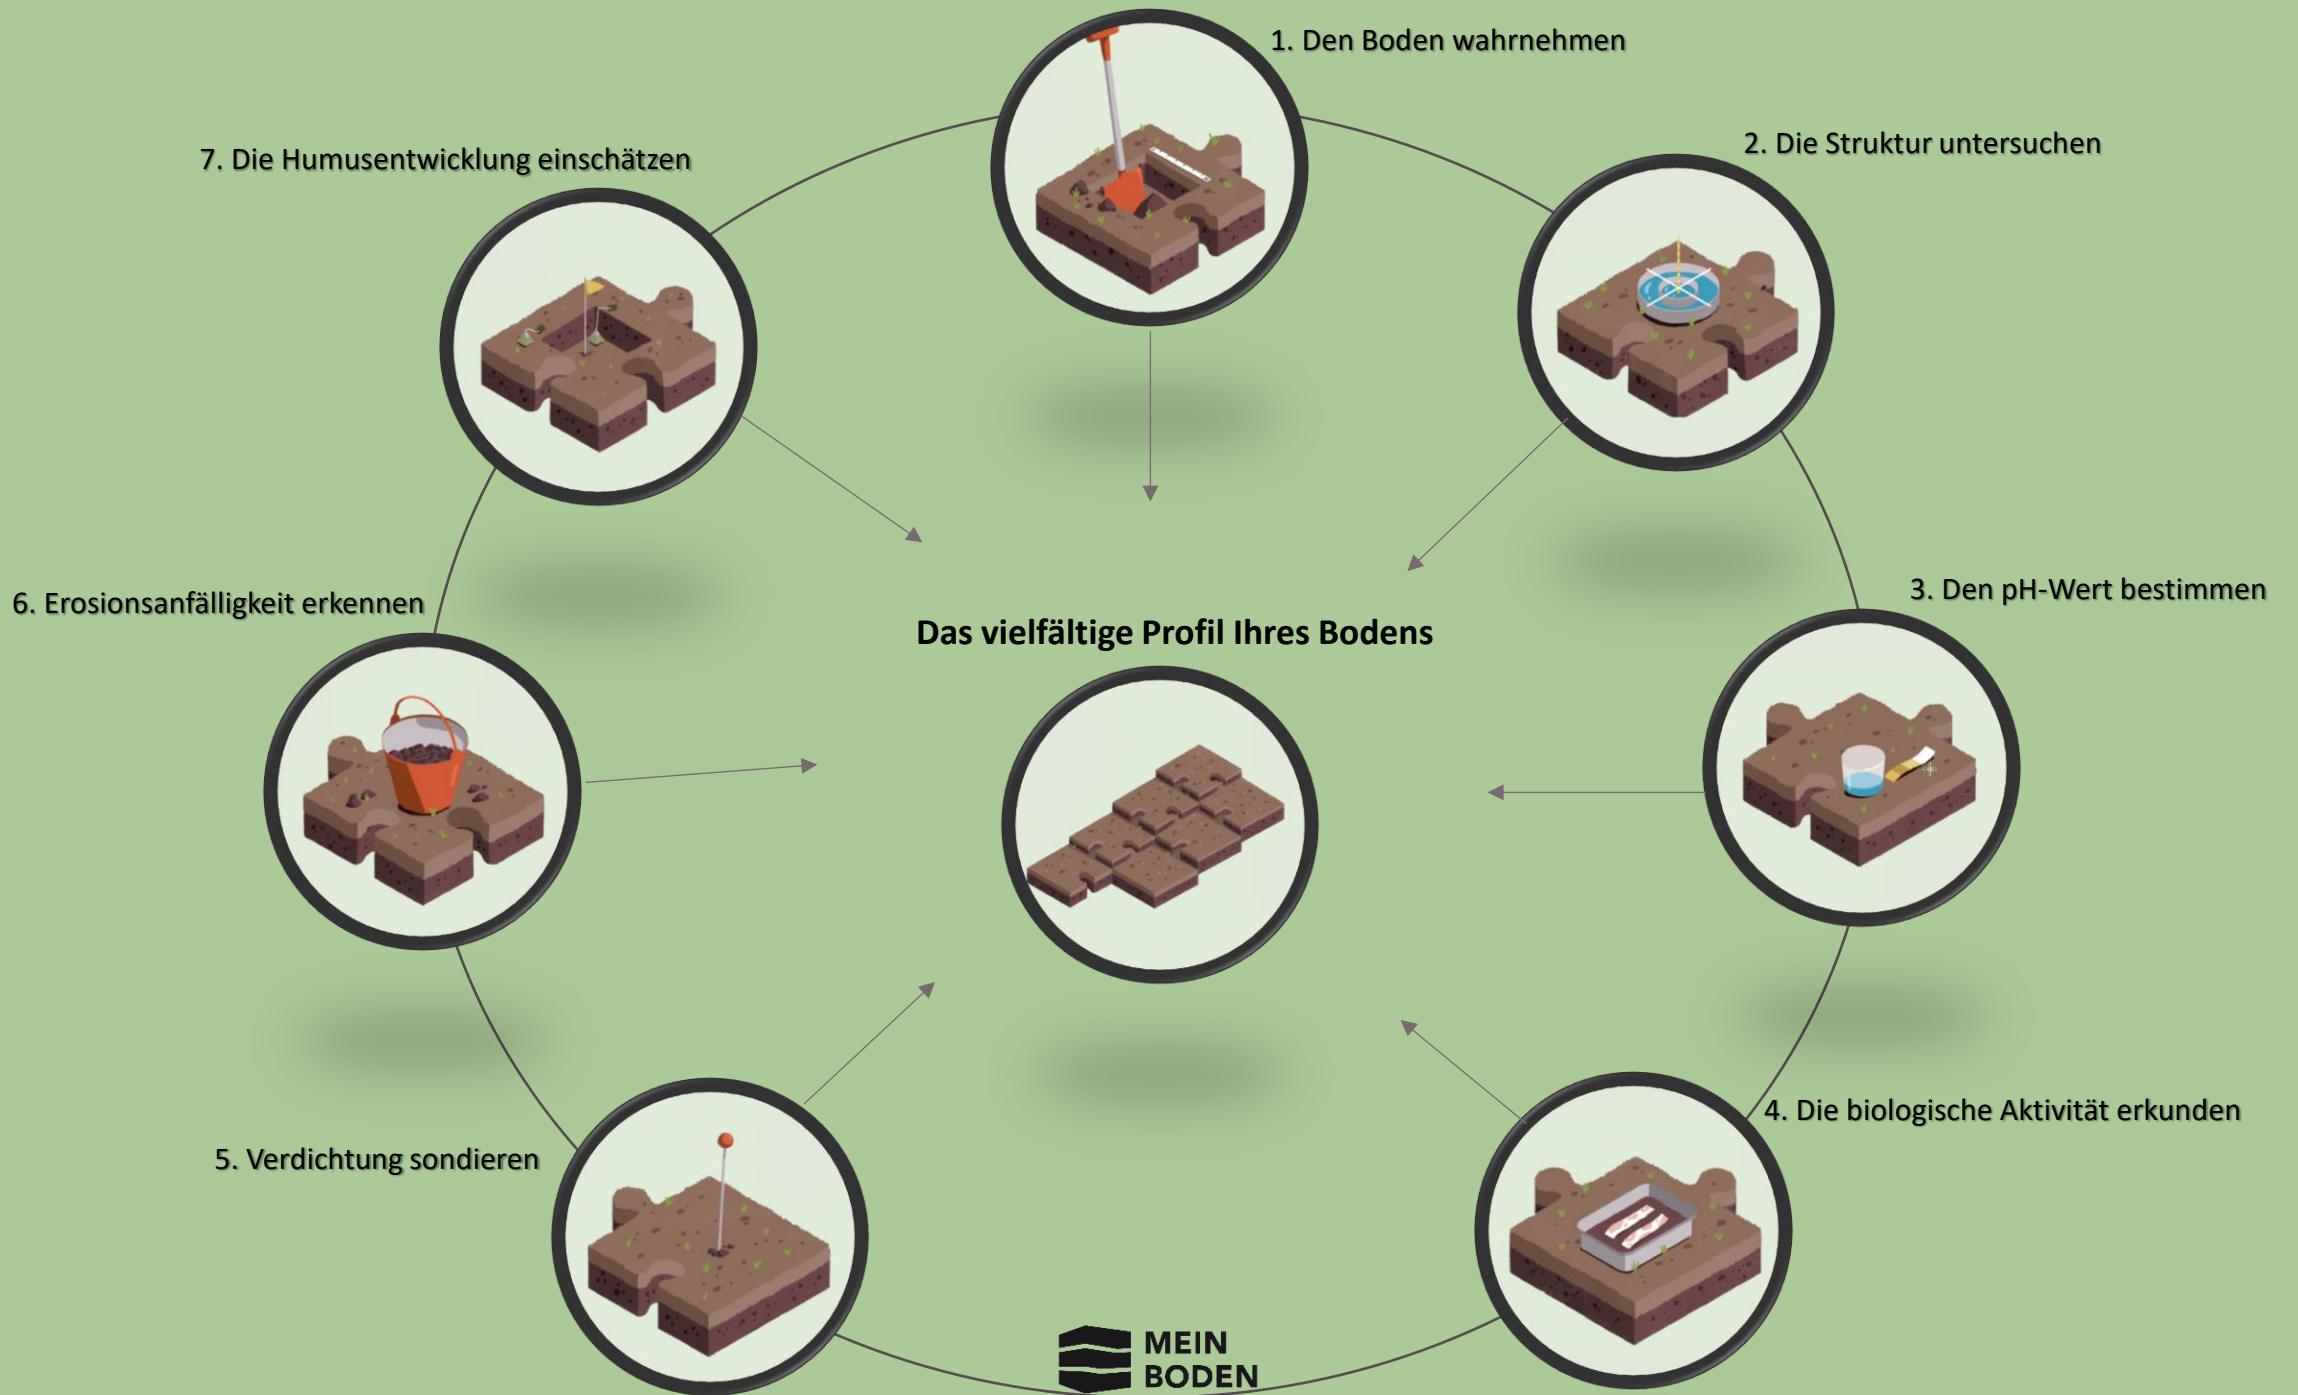 1. Den Boden wahrnehmen
2. Die Struktur untersuchen
3. Den pH-Wert bestimmen
4. Die biologische Aktivität erkunden
5. Verdichtung sondieren
6. Erosionsanfälligkeit erkennen
7. Die Humusentwicklung einschätzen
Das vielfältige Profil Ihres Bodens
MEIN
BODEN